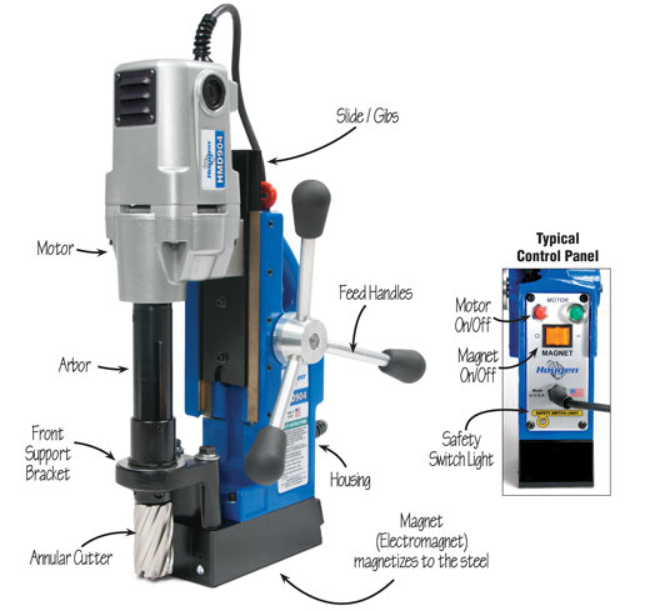 Slide / Gibs
Hougen
HMD904
Motor
Feed Handles
Arbor
Front
Support
Bracket
Housing
Annular Cutter
Magnet
(Electromagnet)
magnetizes to the steel
Typical
Control Panel
MOTOR
Motor
On/Off
MAGNET
Magnet
On/Off
Hougen
SAFETY SWITCH LIGHT
Safety
Switch Light